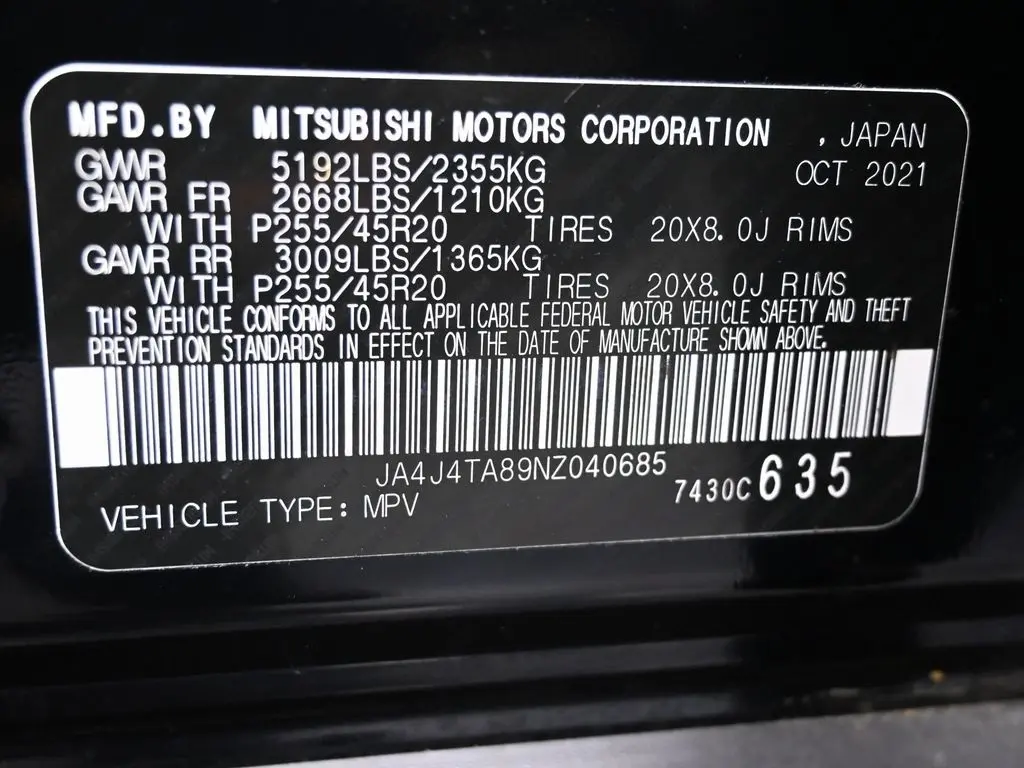 MFD.BY MITSUBISHI MOTORS CORPORATION , JAPAN
GVWR 5192LBS/2355KG OCT 2021
GAWR FR 2668LBS/1210KG
WITH P255/45R20 TIRES 20X8.0J RIMS
GAWR RR 3009LBS/1365KG
WITH P255/45R20 TIRES 20X8.0J RIMS
THIS VEHICLE CONFORMS TO ALL APPLICABLE FEDERAL MOTOR VEHICLE SAFETY AND THEFT
PREVENTION STANDARDS IN EFFECT ON THE DATE OF MANUFACTURE SHOWN ABOVE.
JA4J4TA89NZ040685
VEHICLE TYPE: MPV 7430C 635